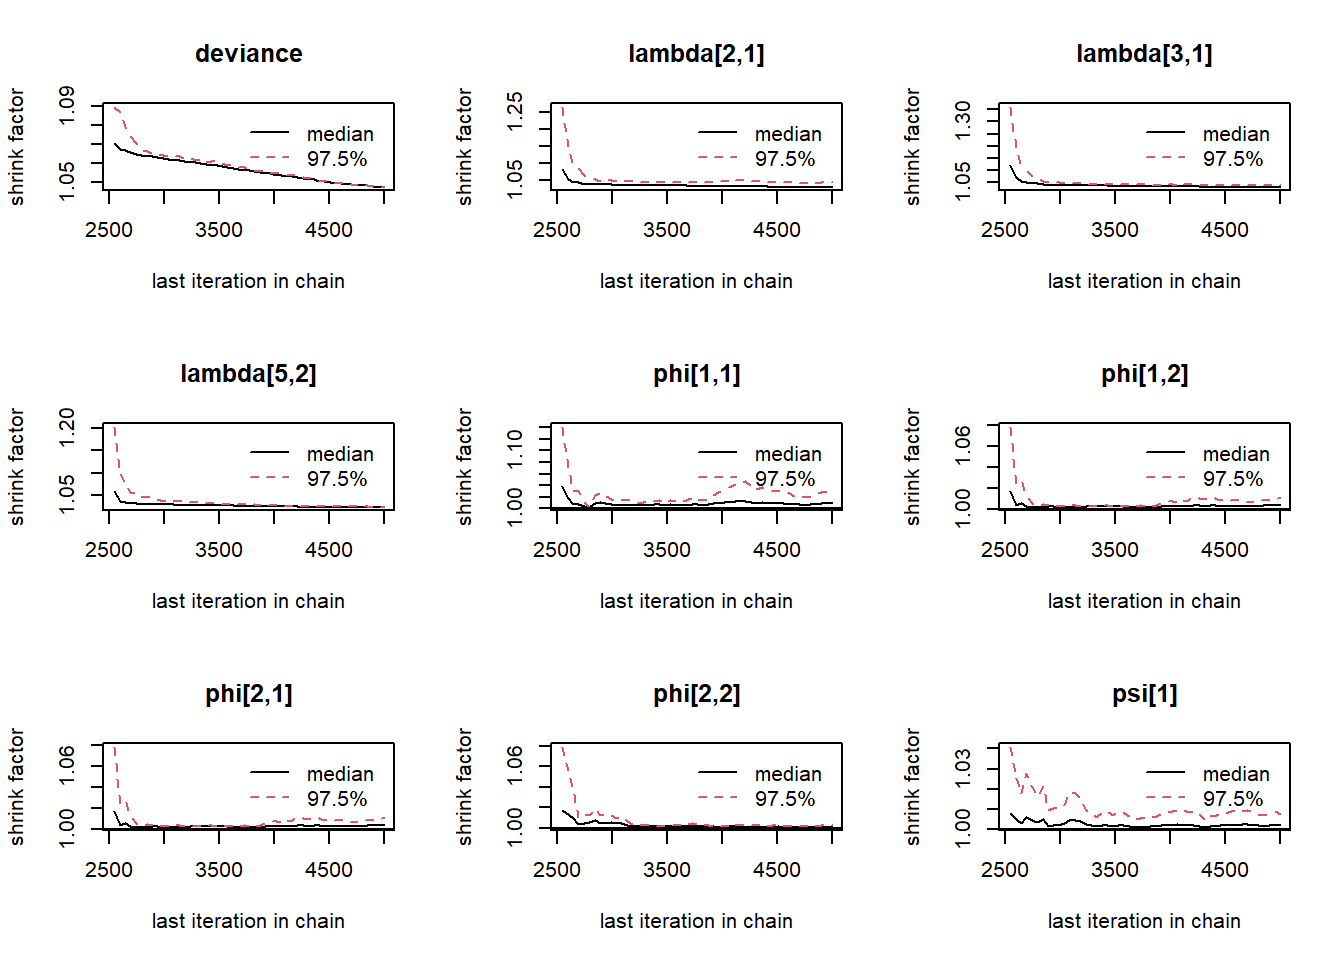 deviance
shrink factor
1.05 1.09
median
97.5%
2500 3500 4500
last iteration in chain
lambda[2,1]
shrink factor
1.05 1.25
median
97.5%
2500 3500 4500
last iteration in chain
lambda[3,1]
shrink factor
1.05 1.30
median
97.5%
2500 3500 4500
last iteration in chain
lambda[5,2]
shrink factor
1.05 1.20
median
97.5%
2500 3500 4500
last iteration in chain
phi[1,1]
shrink factor
1.00 1.10
median
97.5%
2500 3500 4500
last iteration in chain
phi[1,2]
shrink factor
1.00 1.06
median
97.5%
2500 3500 4500
last iteration in chain
phi[2,1]
shrink factor
1.00 1.06
median
97.5%
2500 3500 4500
last iteration in chain
phi[2,2]
shrink factor
1.00 1.06
median
97.5%
2500 3500 4500
last iteration in chain
psi[1]
shrink factor
1.00 1.03
median
97.5%
2500 3500 4500
last iteration in chain